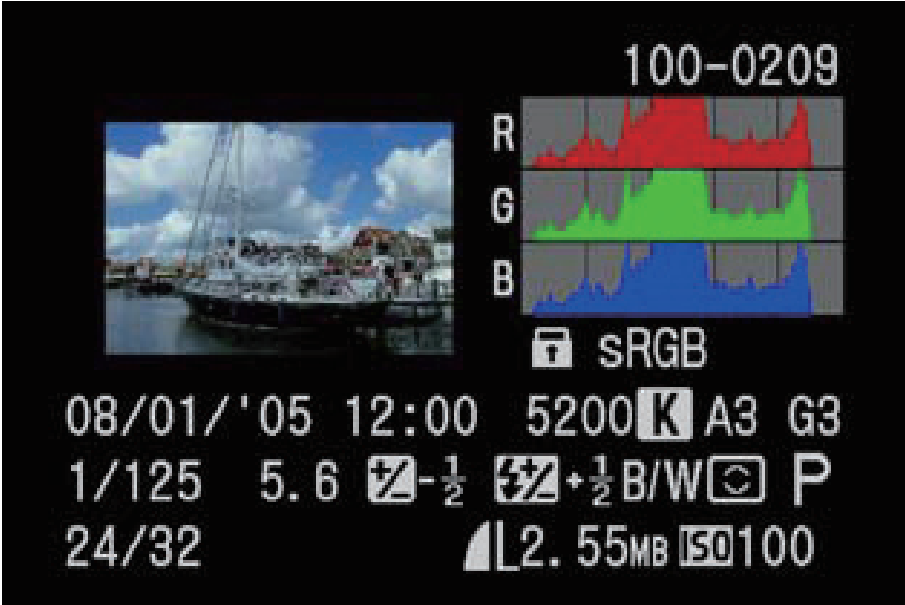 100-0209
R
G
B
sRGB
08/01/'05 12:00 5200K A3 G3
1/125 5.6 +/- -1/2 +/- +1/2 B/W P
24/32 L2.55MB ISO100